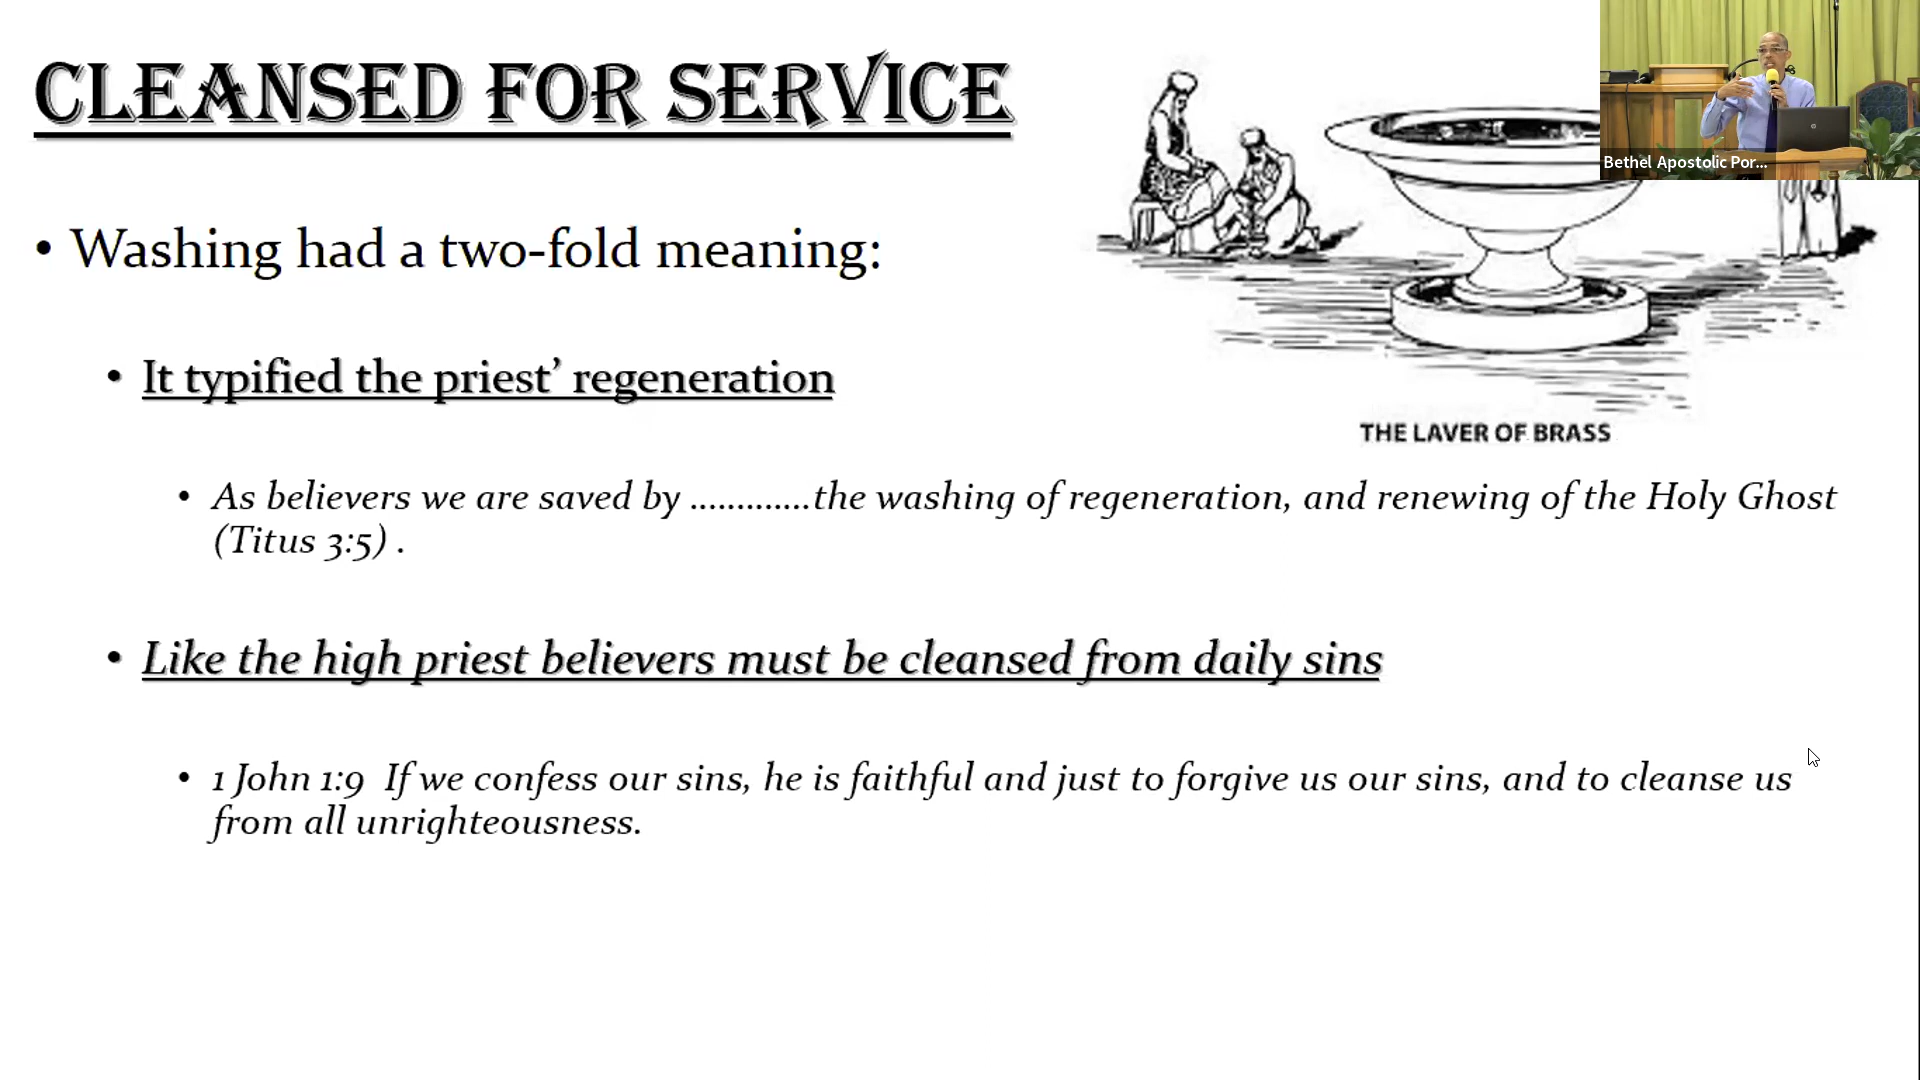 CLEANSED FOR SERVICE
Bethel Apostolic Por...
• Washing had a two-fold meaning:
• It typified the priest’ regeneration
THE LAVER OF BRASS
• As believers we are saved by .............the washing of regeneration, and renewing of the Holy Ghost
(Titus 3:5) .
• Like the high priest believers must be cleansed from daily sins
• 1 John 1:9  If we confess our sins, he is faithful and just to forgive us our sins, and to cleanse us
from all unrighteousness.